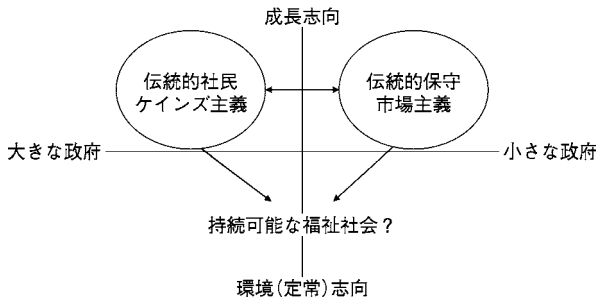 成長志向
伝統的社民
ケインズ主義
伝統的保守
市場主義
大きな政府
小さな政府
持続可能な福祉社会？
環境（定常）志向